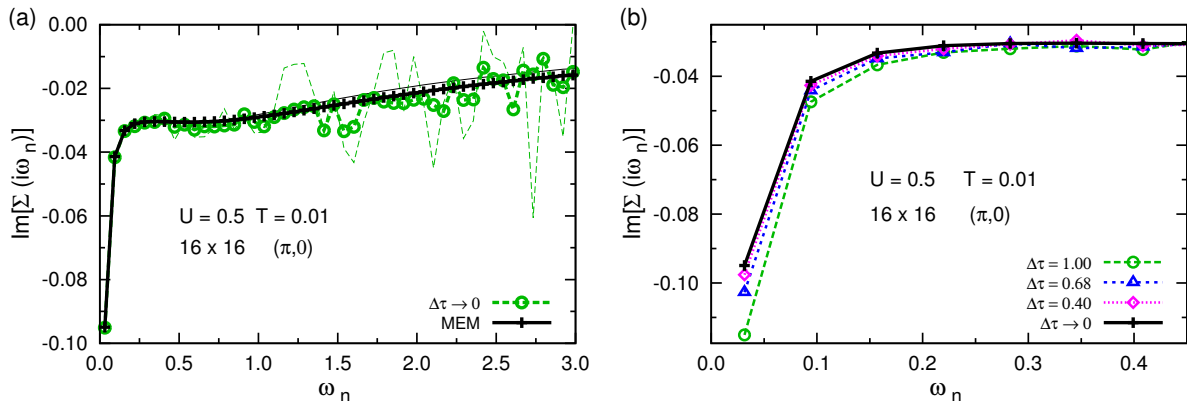 (a)
0.00
-0.02
-0.04
-0.06
-0.08
-0.10
Im[Σ (iω n)]
U = 0.5 T = 0.01
16 x 16 (π,0)
Δτ → 0
MEM
0.0 0.5 1.0 1.5 2.0 2.5 3.0
ω n
(b)
-0.04
-0.06
-0.08
-0.10
Im[Σ (iω n)]
U = 0.5 T = 0.01
16 x 16 (π,0)
Δτ = 1.00
Δτ = 0.68
Δτ = 0.40
Δτ → 0
0.0 0.1 0.2 0.3 0.4
ω n